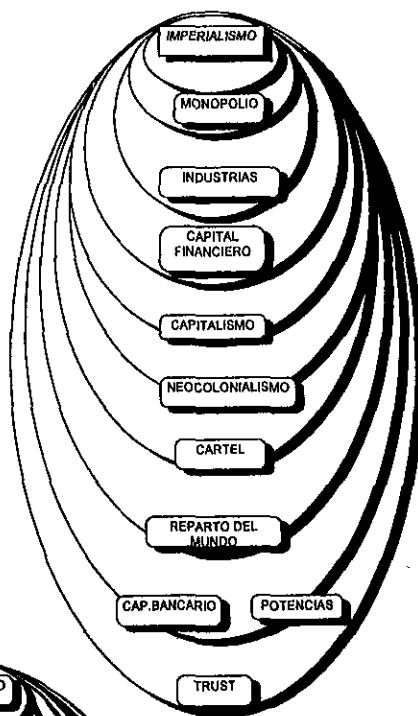 IMPERIALISMO
MONOPOLIO
INDUSTRIAS
CAPITAL
FINANCIERO
CAPITALISMO
NEOCOLONIALISMO
CARTEL
REPARTO DEL
MUNDO
CAP.BANCARIO POTENCIAS
TRUST